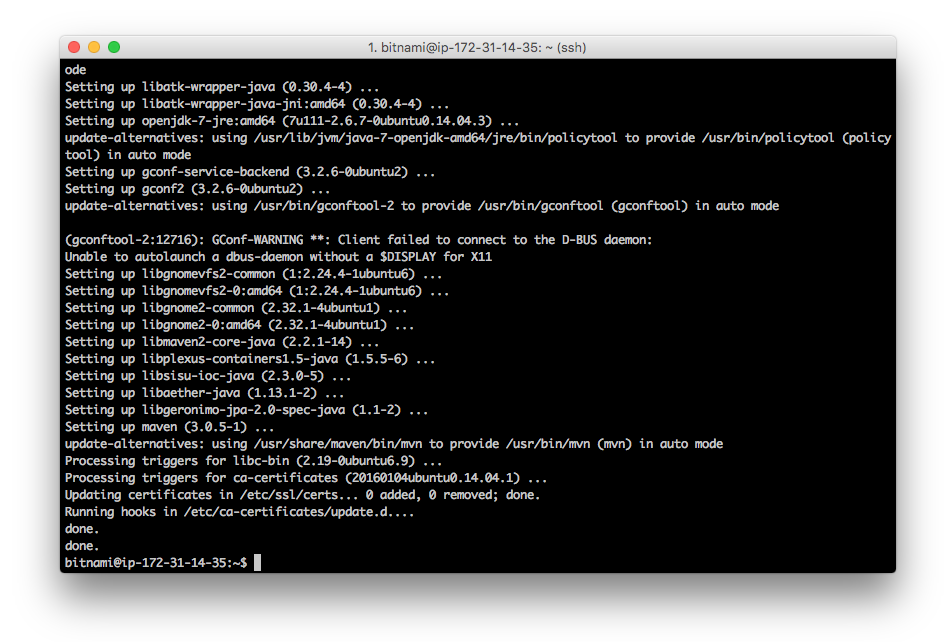 1. bitnami@ip-172-31-14-35: ~ (ssh)
ode
Setting up libatk-wrapper-java (0.30.4-4) ...
Setting up libatk-wrapper-java-jni:amd64 (0.30.4-4) ...
Setting up openjdk-7-jre:amd64 (7u111-2.6.7-0ubuntu0.14.04.3) ...
update-alternatives: using /usr/lib/jvm/java-7-openjdk-amd64/jre/bin/policytool to provide /usr/bin/policytool (policy
tool) in auto mode
Setting up gconf-service-backend (3.2.6-0ubuntu2) ...
Setting up gconf2 (3.2.6-0ubuntu2) ...
update-alternatives: using /usr/bin/gconftool-2 to provide /usr/bin/gconftool (gconftool) in auto mode
(gconftool-2:12716): GConf-WARNING **: Client failed to connect to the D-BUS daemon:
Unable to autolaunch a dbus-daemon without a $DISPLAY for X11
Setting up libgnomevfs2-common (1:2.24.4-1ubuntu6) ...
Setting up libgnomevfs2-0:amd64 (1:2.24.4-1ubuntu6) ...
Setting up libgnome2-common (2.32.1-4ubuntu1) ...
Setting up libgnome2-0:amd64 (2.32.1-4ubuntu1) ...
Setting up libmaven2-core-java (2.2.1-14) ...
Setting up libplexus-containers1.5-java (1.5.5-6) ...
Setting up libsisu-ioc-java (2.3.0-5) ...
Setting up libaether-java (1.13.1-2) ...
Setting up libgeronimo-jpa-2.0-spec-java (1.1-2) ...
Setting up maven (3.0.5-1) ...
update-alternatives: using /usr/share/maven/bin/mvn to provide /usr/bin/mvn (mvn) in auto mode
Processing triggers for libc-bin (2.19-0ubuntu6.9) ...
Processing triggers for ca-certificates (20160104ubuntu0.14.04.1) ...
Updating certificates in /etc/ssl/certs... 0 added, 0 removed; done.
Running hooks in /etc/ca-certificates/update.d....
done.
done.
bitnami@ip-172-31-14-35:~$